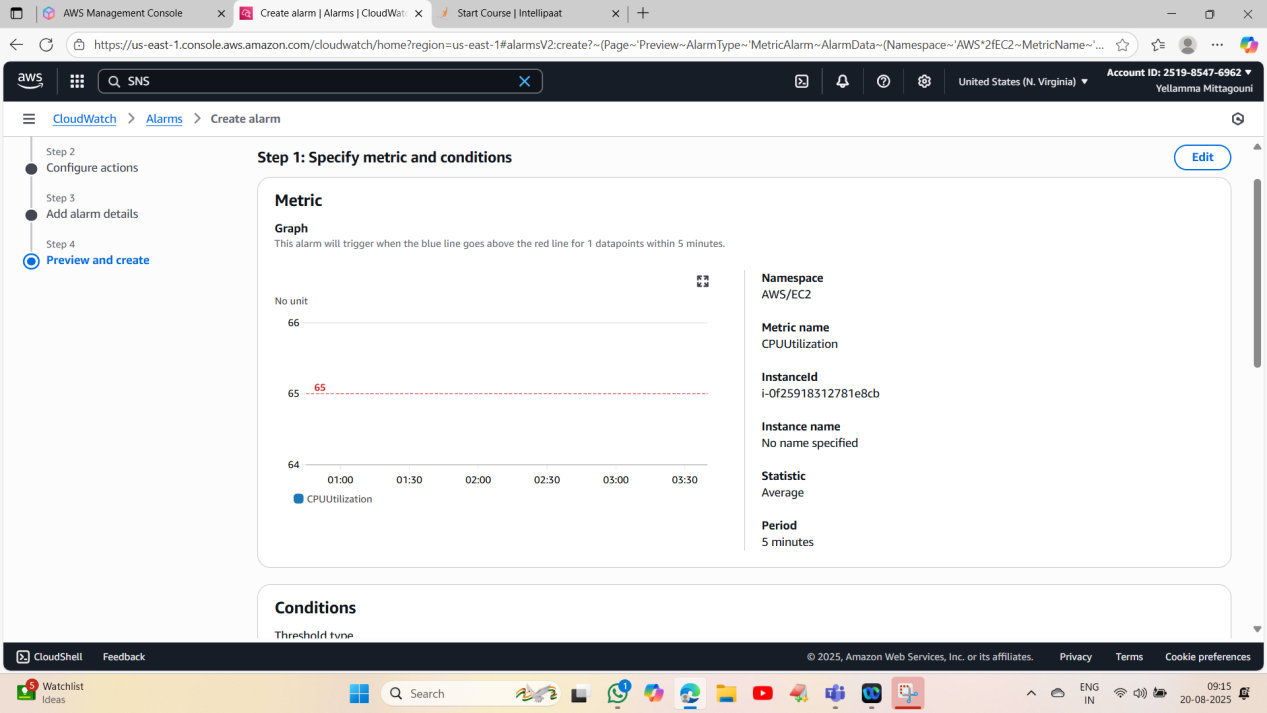 AWS Management Console
Create alarm | Alarms | CloudWat
Start Course | Intellipaat
https://us-east-1.console.aws.amazon.com/cloudwatch/home?region=us-east-1#alarmsV2:create?~(Page~'Preview~AlarmType~'MetricAlarm~AlarmData~(Namespace~'AWS*2fEC2~MetricName~'...
aws
SNS
United States (N. Virginia)
Account ID: 2519-8547-6962
Yellamma Mittagouni
CloudWatch > Alarms > Create alarm
Step 2
Configure actions
Step 3
Add alarm details
Step 4
Preview and create
Step 1: Specify metric and conditions
Edit
Metric
Graph
This alarm will trigger when the blue line goes above the red line for 1 datapoints within 5 minutes.
No unit
66
65
65
64
01:00 01:30 02:00 02:30 03:00 03:30
CPUUtilization
Namespace
AWS/EC2
Metric name
CPUUtilization
InstanceId
i-0f25918312781e8cb
Instance name
No name specified
Statistic
Average
Period
5 minutes
Conditions
Threshold type
CloudShell Feedback
© 2025, Amazon Web Services, Inc. or its affiliates. Privacy Terms Cookie preferences
5
Watchlist
Ideas
Search
1
ENG
IN
09:15
20-08-2025